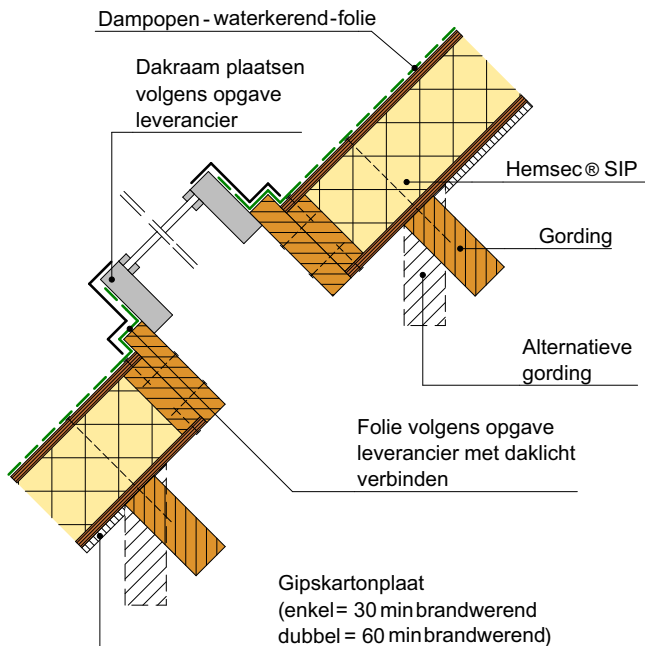 Dampopen-waterkerend-folie
Dakraam plaatsen
volgens opgave
leverancier
Hemsec® SIP
Gording
Alternatieve
gording
Folie volgens opgave
leverancier met daklicht
verbinden
Gipskartonplaat
(enkel = 30 min brandwerend
dubbel = 60 min brandwerend)